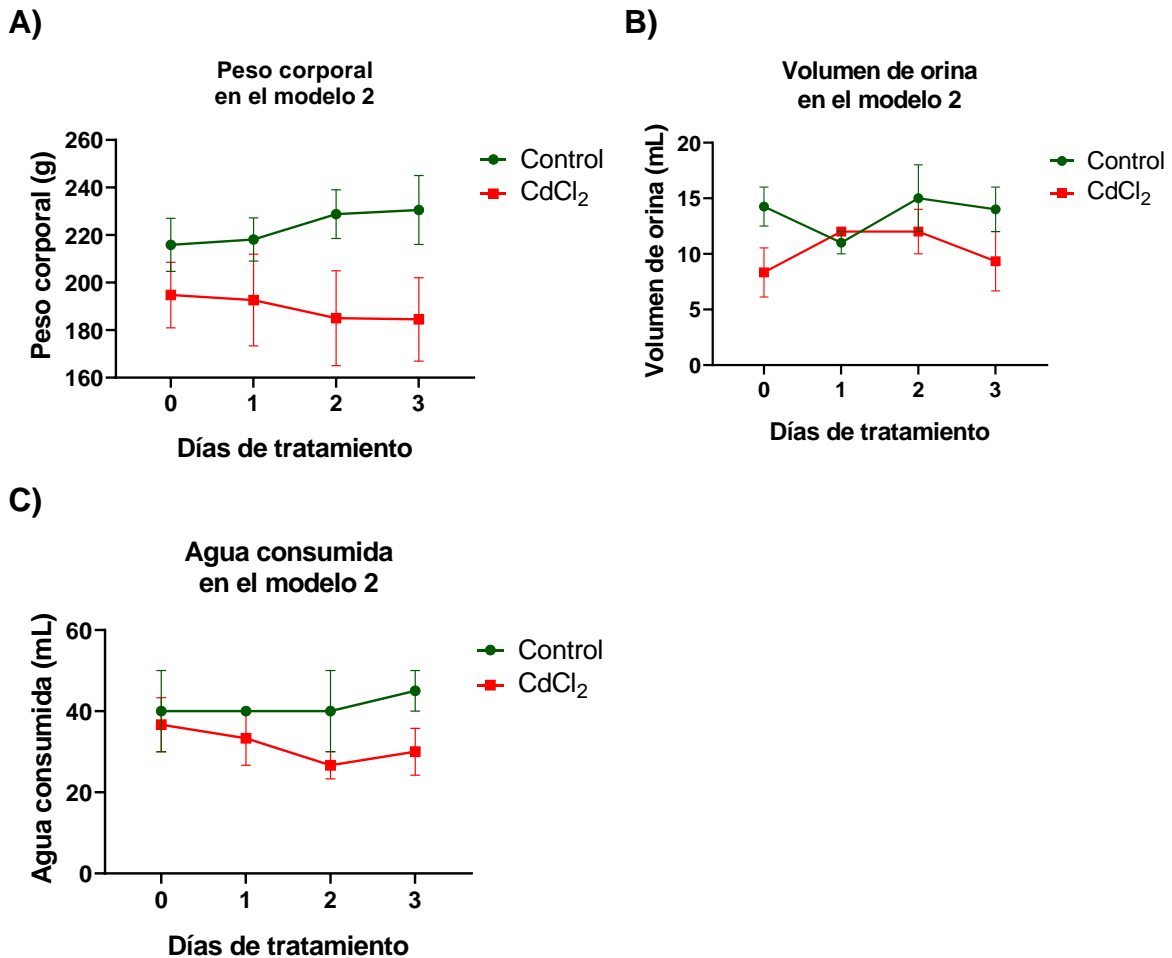 A)
Peso corporal
en el modelo 2
Peso corporal (g)
260
240
220
200
180
160
0 1 2 3
Días de tratamiento
Control
CdCl₂
B)
Volumen de orina
en el modelo 2
Volumen de orina (mL)
20
15
10
5
0
0 1 2 3
Días de tratamiento
Control
CdCl₂
C)
Agua consumida
en el modelo 2
Agua consumida (mL)
60
40
20
0
0 1 2 3
Días de tratamiento
Control
CdCl₂